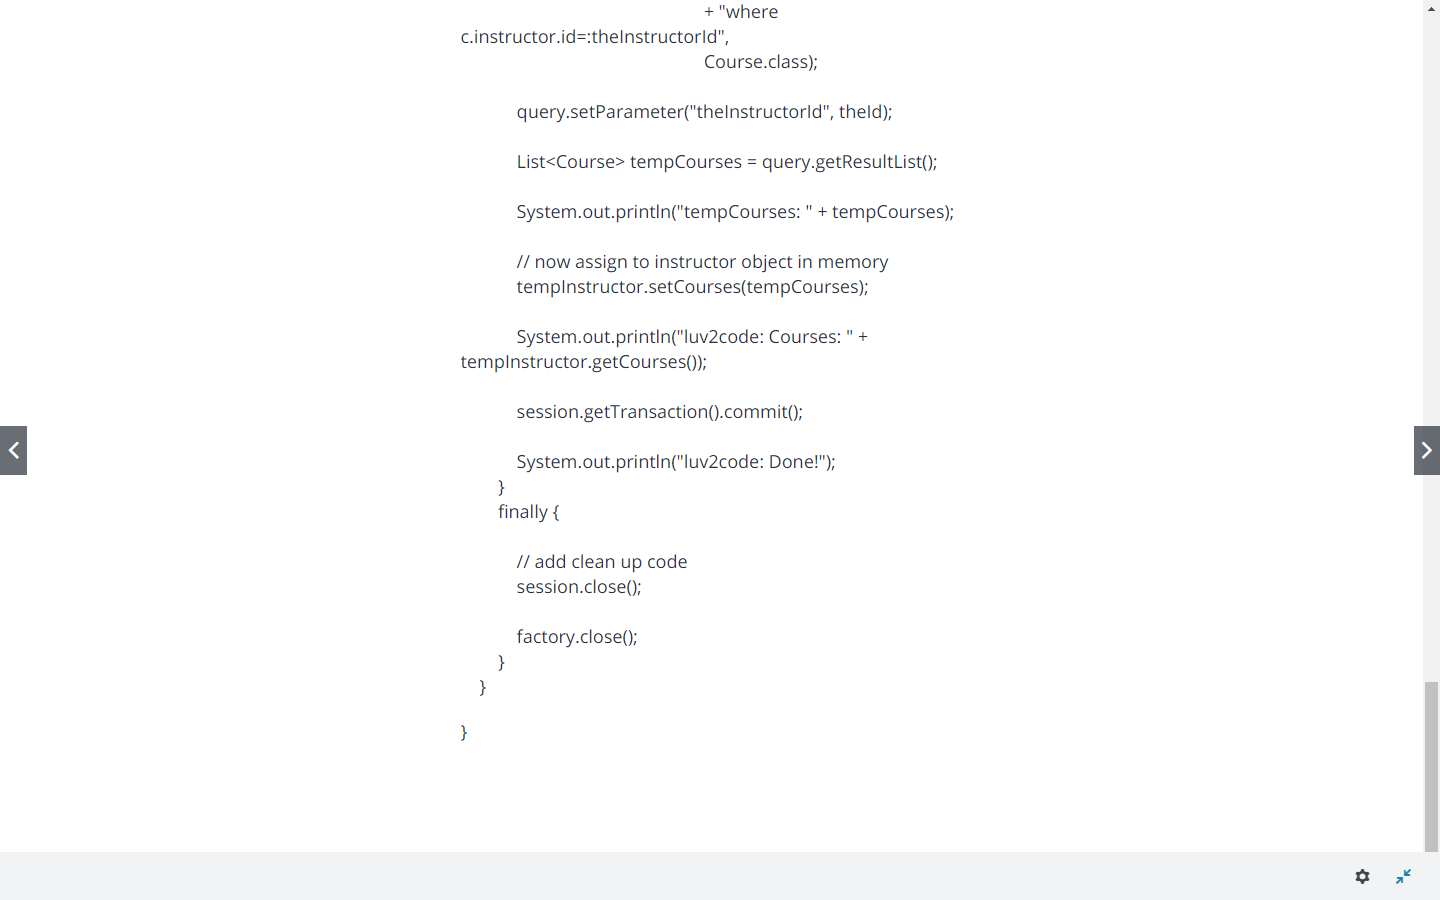 + "where
c.instructor.id=:theInstructorId",
Course.class);
query.setParameter("theInstructorId", theId);
List<Course> tempCourses = query.getResultList();
System.out.println("tempCourses: " + tempCourses);
// now assign to instructor object in memory
tempInstructor.setCourses(tempCourses);
System.out.println("luv2code: Courses: " +
tempInstructor.getCourses());
session.getTransaction().commit();
System.out.println("luv2code: Done!");
}
finally {
// add clean up code
session.close();
factory.close();
}
}
}